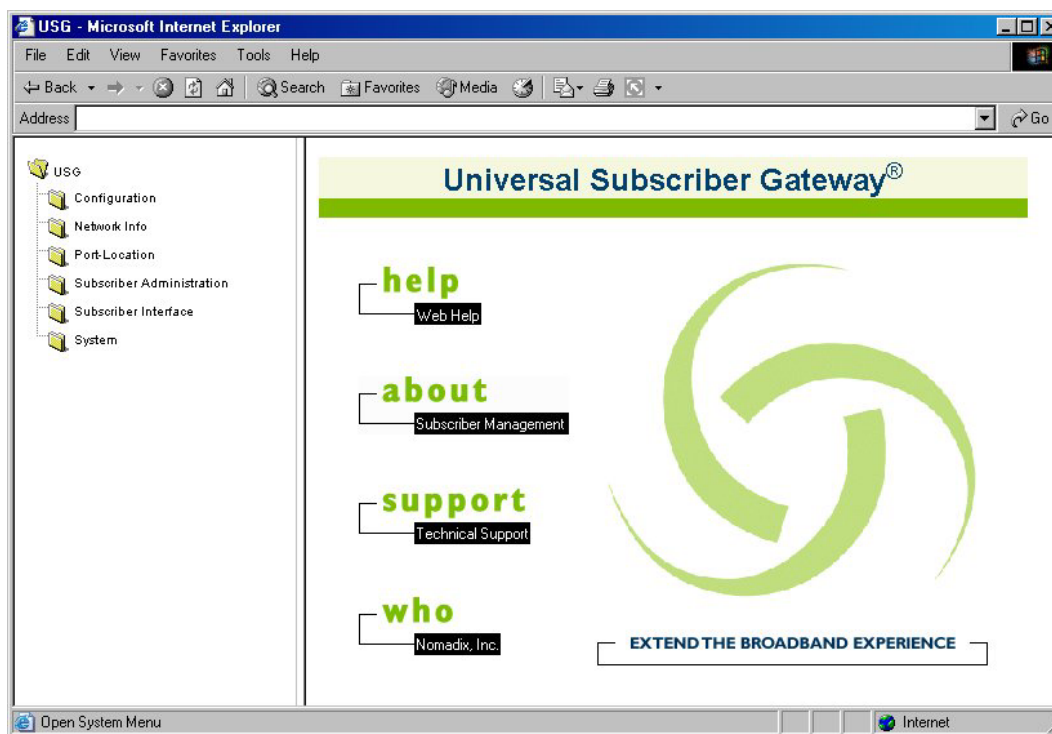 USG - Microsoft Internet Explorer
File Edit View Favorites Tools Help
Back Search Favorites Media
Address Go
USG
Configuration
Network Info
Port-Location
Subscriber Administration
Subscriber Interface
System
Universal Subscriber Gateway®
help
Web Help
about
Subscriber Management
support
Technical Support
who
Nomadix, Inc.
EXTEND THE BROADBAND EXPERIENCE
Open System Menu Internet